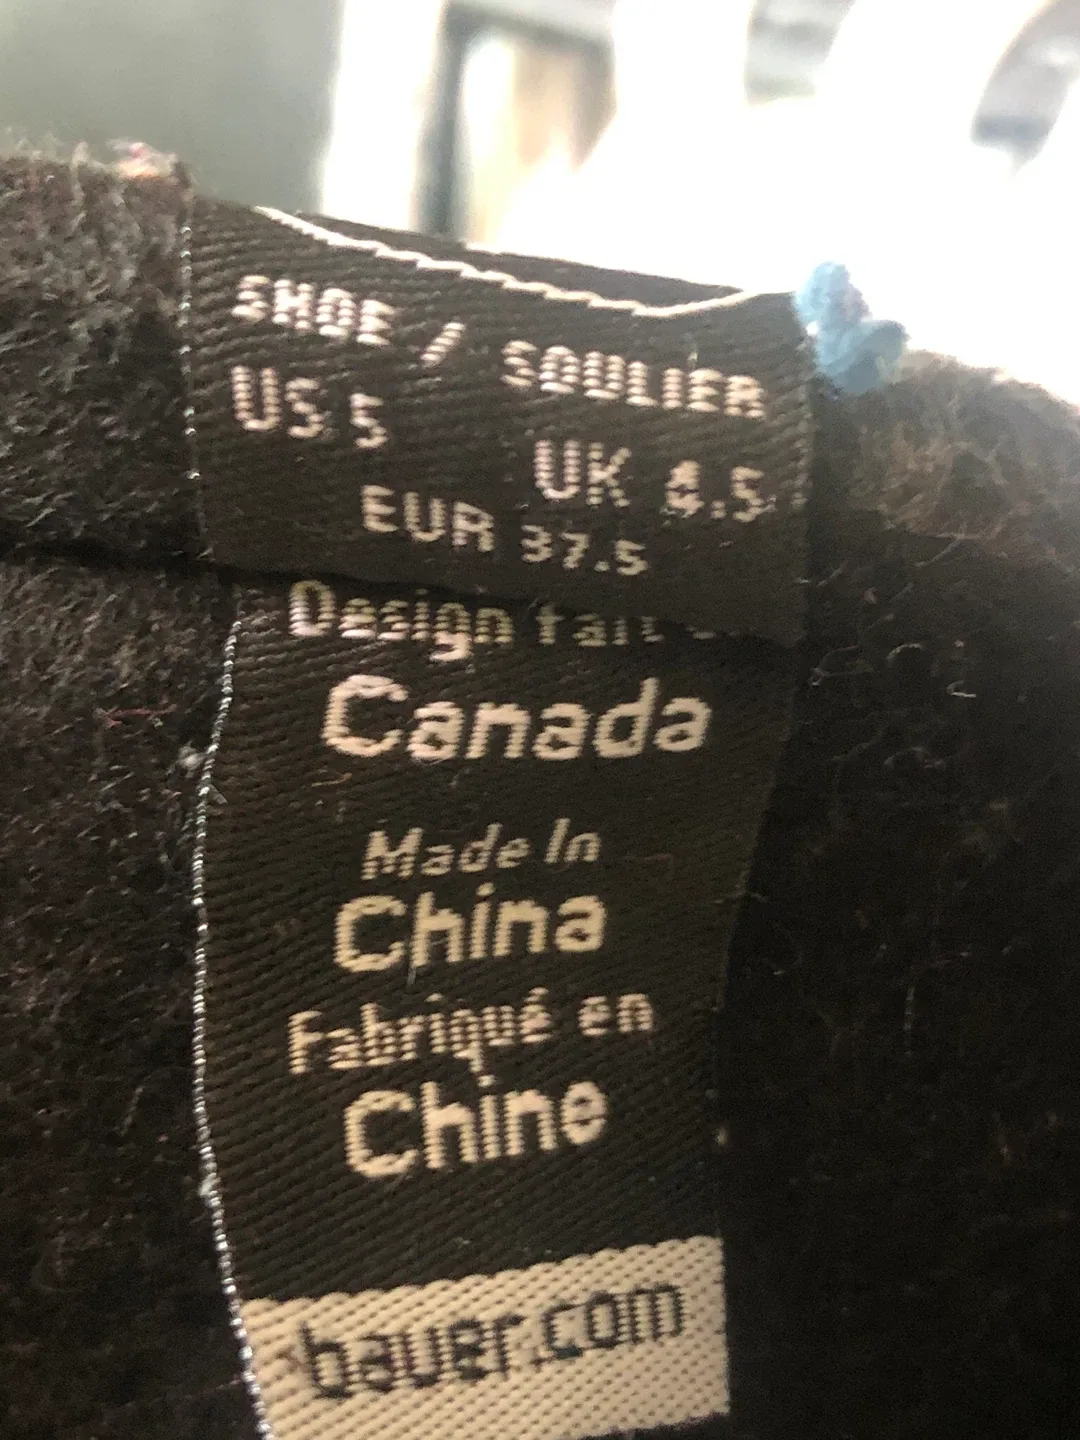 SHOE / SOULIER
US 5
UK 4.5
EUR 37.5
Design fait
Canada
Made In
China
Fabriqué en
Chine
bauer.com